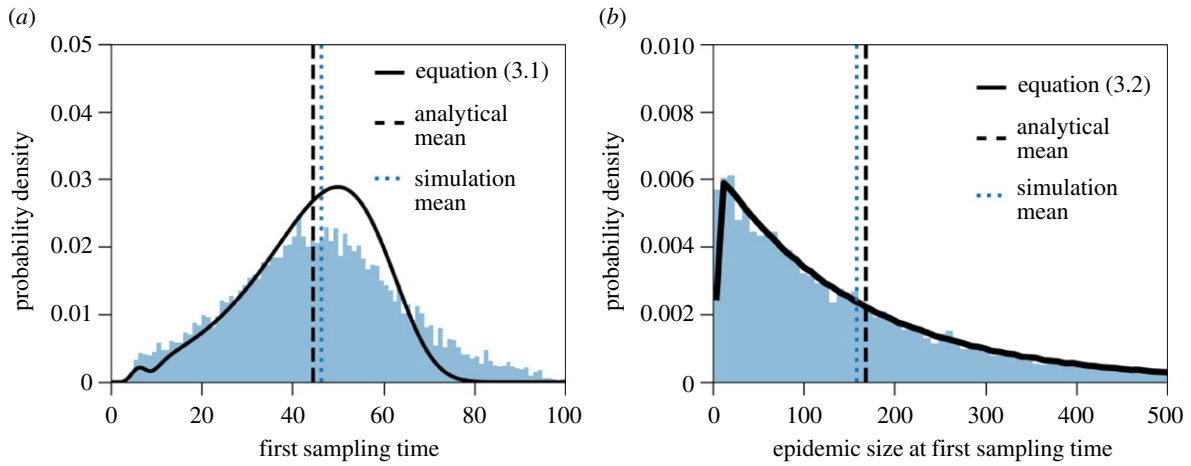 (a)
0.05
0.04
0.03
0.02
0.01
0
probability density
0
20
40
60
80
100
first sampling time
equation (3.1)
analytical
mean
simulation
mean
(b)
0.010
0.008
0.006
0.004
0.002
0
probability density
0
100
200
300
400
500
epidemic size at first sampling time
equation (3.2)
analytical
mean
simulation
mean